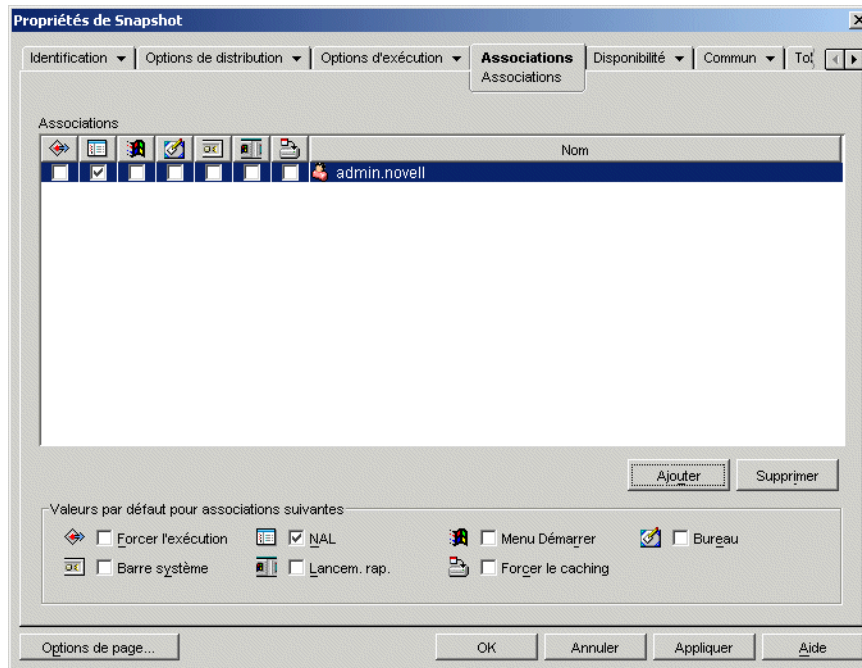 Propriétés de Snapshot
Identification Options de distribution Options d'exécution Associations Disponibilité Commun
Associations
Associations
Nom
admin.novell
Ajouter Supprimer
Valeurs par défaut pour associations suivantes
Forcer l'exécution NAL Menu Démarrer Bureau
Barre système Lancem. rap. Forcer le caching
Options de page... OK Annuler Appliquer Aide